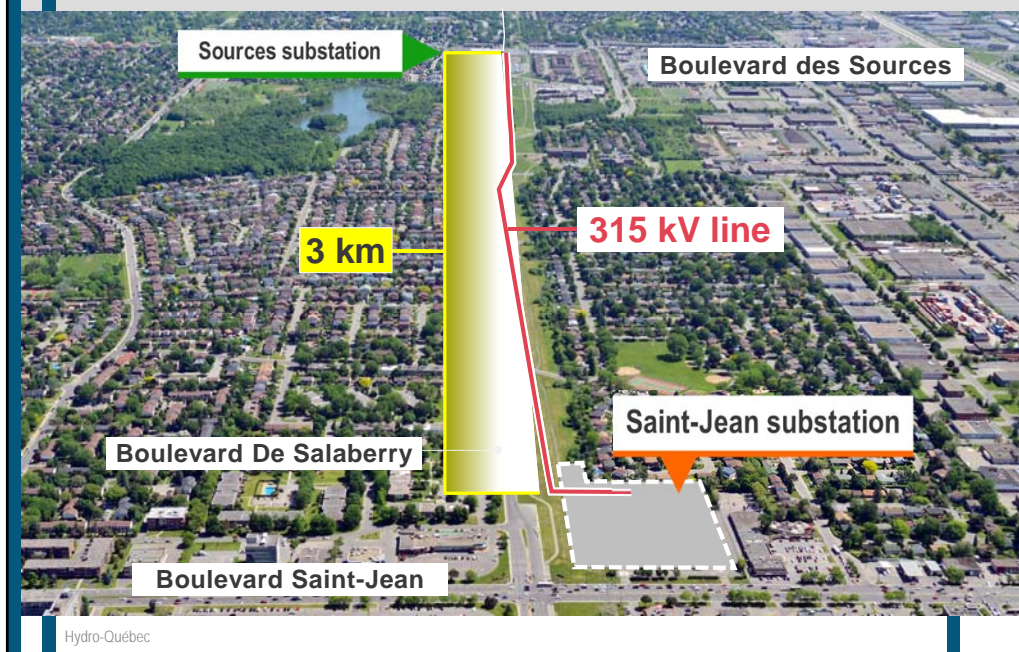 Sources substation
Boulevard des Sources
315 kV line
3 km
Saint-Jean substation
Boulevard De Salaberry
Boulevard Saint-Jean
Hydro-Québec